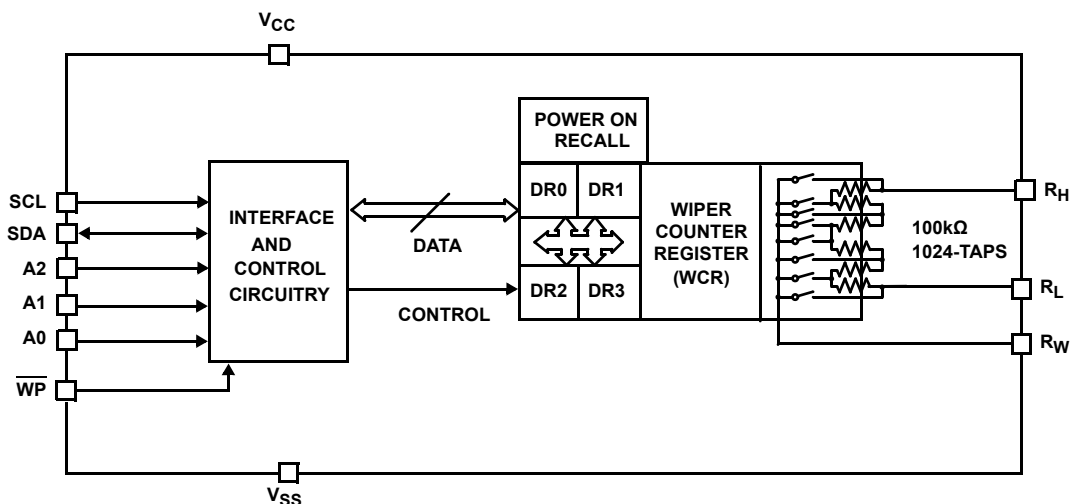 VCC
POWER ON
RECALL
SCL
SDA
A2
A1
A0
WP
INTERFACE
AND
CONTROL
CIRCUITRY
DATA
CONTROL
DR0 DR1
DR2 DR3
WIPER
COUNTER
REGISTER
(WCR)
100kΩ
1024-TAPS
RH
RL
RW
VSS